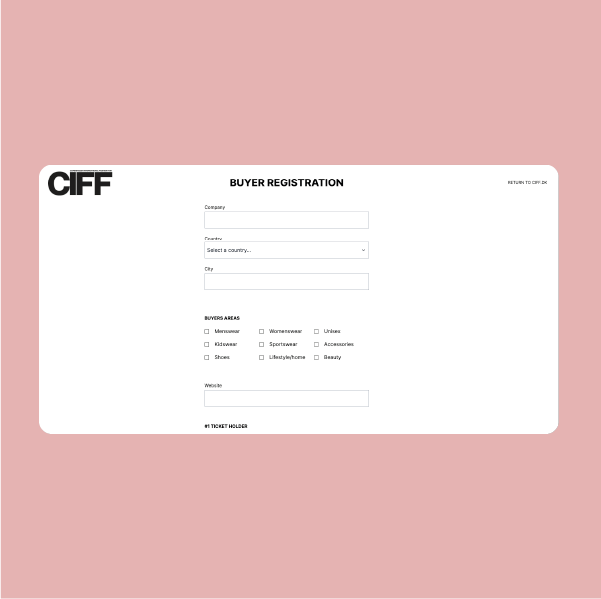 CIFF
BUYER REGISTRATION
RETURN TO CIFF.DK
Company
Country
Select a country...
City
BUYERS AREAS
Menswear Womenswear Unisex
Kidswear Sportswear Accessories
Shoes Lifestyle/home Beauty
Website
#1 TICKET HOLDER